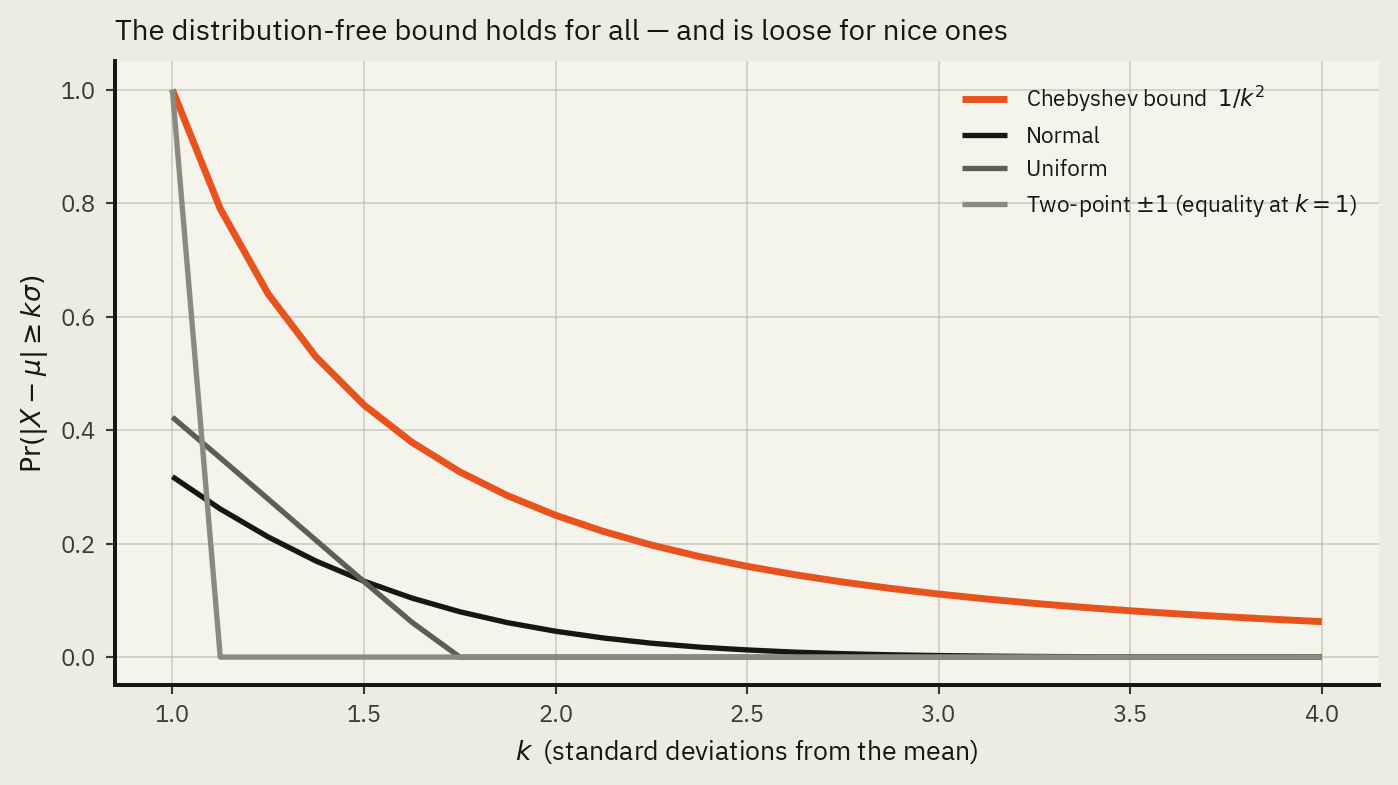 The distribution-free bound holds for all — and is loose for nice ones
Chebyshev bound 1/k²
Normal
Uniform
Two-point ±1 (equality at k = 1)
Pr(|X − μ| ≥ kσ)
1.0
0.8
0.6
0.4
0.2
0.0
1.0 1.5 2.0 2.5 3.0 3.5 4.0
k (standard deviations from the mean)